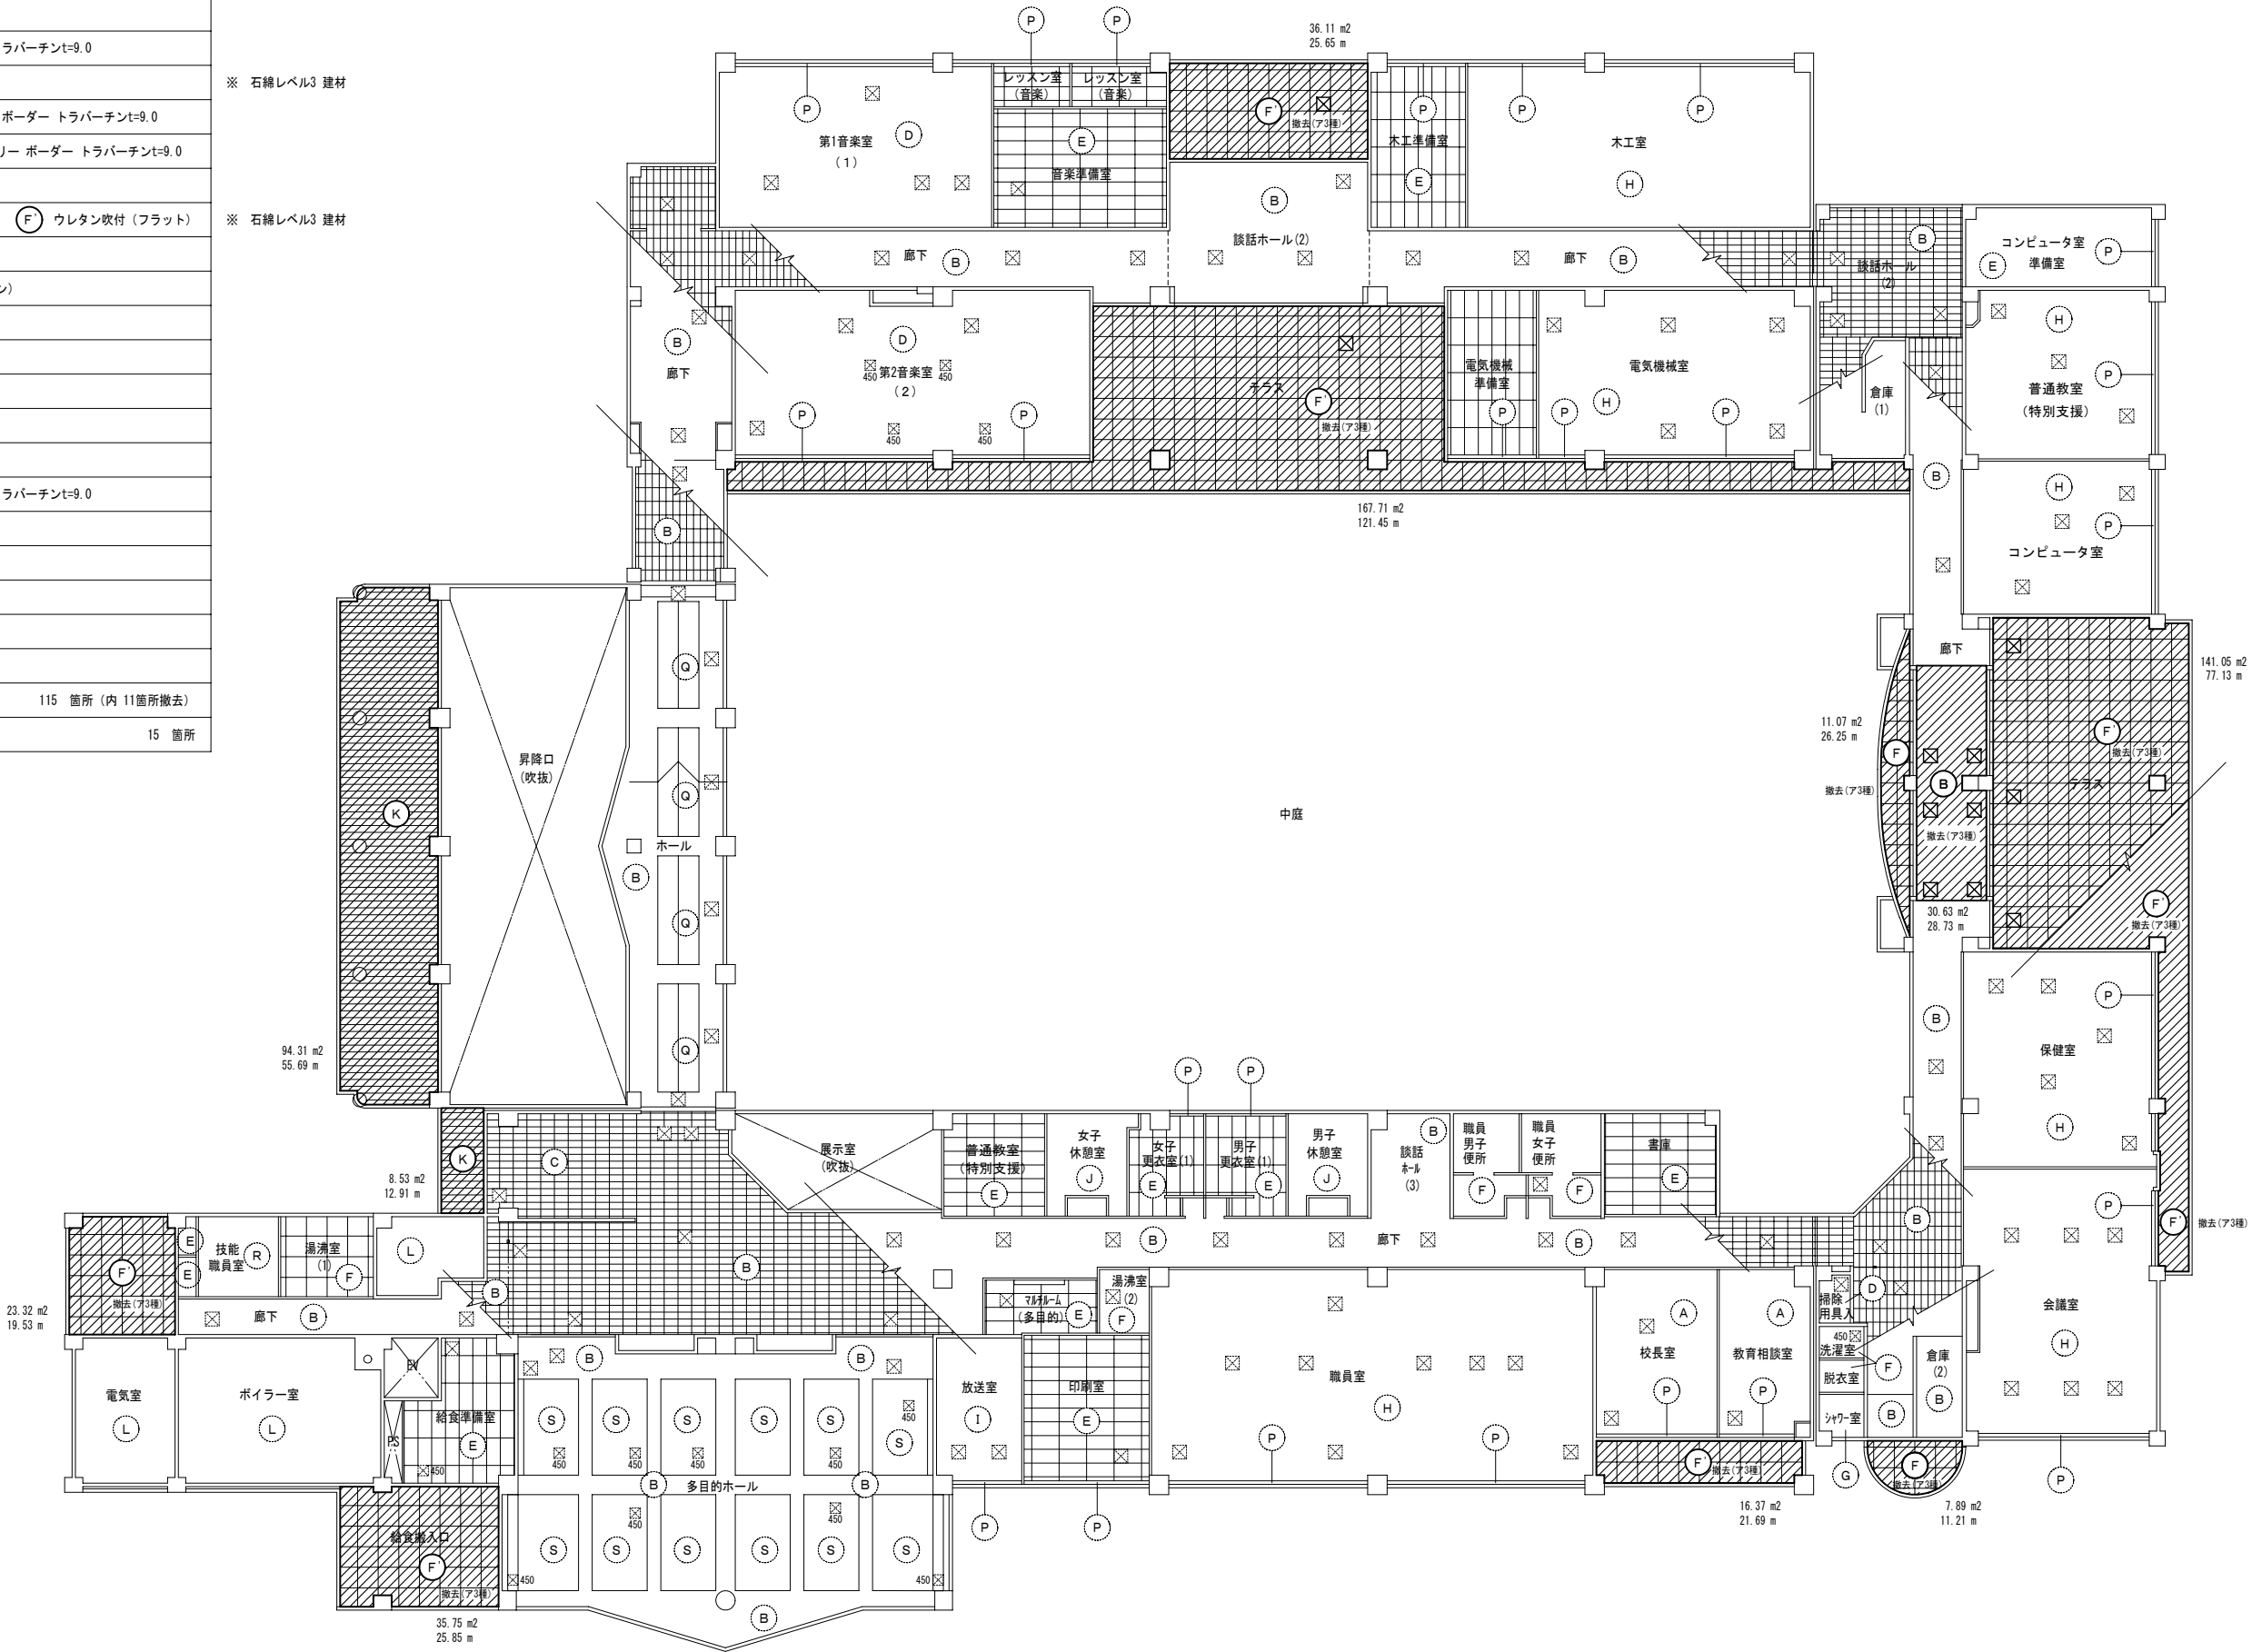 ラバーチンt=9.0
※ 石綿レベル3 建材
ボーダー トラバーチンt=9.0
リー ボーダー トラバーチンt=9.0
F' ウレタン吹付（フラット）
※ 石綿レベル3 建材
ン）
ラバーチンt=9.0
115 箇所（内 11箇所撤去）
15 箇所
P
P
36.11 m2
25.65 m
レッスン室
（音楽）
レッスン室
（音楽）
P
第1音楽室
（１）
D
E
音楽準備室
F'
撤去(ア3種)
P
木工準備室
E
P
P
木工室
H
B
談話ホール(2)
廊下
B
廊下
B
B
談話ホール
(2)
コンピュータ室
準備室
E
P
B
廊下
D
450
第2音楽室
（２）
450
P
450
450
P
テラス
F'
撤去(ア3種)
電気機械
準備室
P
電気機械室
P
H
P
倉庫
(1)
H
普通教室
（特別支援）
P
B
167.71 m2
121.45 m
B
H
P
コンピュータ室
廊下
141.05 m2
77.13 m
Q
昇降口
(吹抜)
K
Q
ホール
B
Q
Q
中庭
11.07 m2
26.25 m
F
撤去(ア3種)
B
撤去(ア3種)
30.63 m2
28.73 m
F'
撤去(ア3種)
テラス
F'
撤去(ア3種)
94.31 m2
55.69 m
B
P
保健室
H
P
P
P
K
8.53 m2
12.91 m
C
展示室
(吹抜)
普通教室
（特別支援）
E
女子
休憩室
J
女子
更衣室(1)
E
男子
更衣室(1)
E
男子
休憩室
J
談話
ﾎｰﾙ
(3)
B
職員
男子
便所
F
職員
女子
便所
F
書庫
E
B
F'
撤去(ア3種)
F'
撤去(ア3種)
23.32 m2
19.53 m
E
E
技能
職員室
R
湯沸室
(1)
F
L
廊下
B
B
B
B
廊下
B
ﾏﾙﾁﾙｰﾑ
(多目的)
E
湯沸室
(2)
F
掃除
用具入
D
450
洗濯室
脱衣室
ｼｬﾜｰ室
G
F
B
倉庫
(2)
B
会議室
H
P
電気室
L
ボイラー室
L
EV
PS
給食準備室
E
450
B
B
S
S
S
S
S
S
450
450
450
450
450
B
多目的ホール
B
450
450
S
S
S
S
S
S
450
450
B
放送室
I
印刷室
E
P
P
職員室
H
P
P
校長室
A
P
教育相談室
A
P
F'
撤去(ア3種)
16.37 m2
21.69 m
F
撤去(ア3種)
7.89 m2
11.21 m
給食搬入口
F'
撤去(ア3種)
35.75 m2
25.85 m